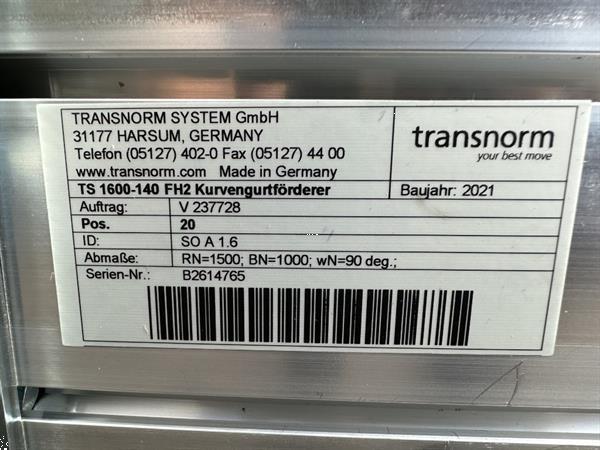 TRANSNORM SYSTEM GmbH
31177 HARSUM, GERMANY
Telefon (05127) 402-0 Fax (05127) 44 00
www.transnorm.com Made in Germany
transnorm
your best move
TS 1600-140 FH2 Kurvengurtförderer
Baujahr: 2021
Auftrag: V 237728
Pos. 20
ID: SO A 1.6
Abmaße: RN=1500; BN=1000; wN=90 deg.;
Serien-Nr.: B2614765